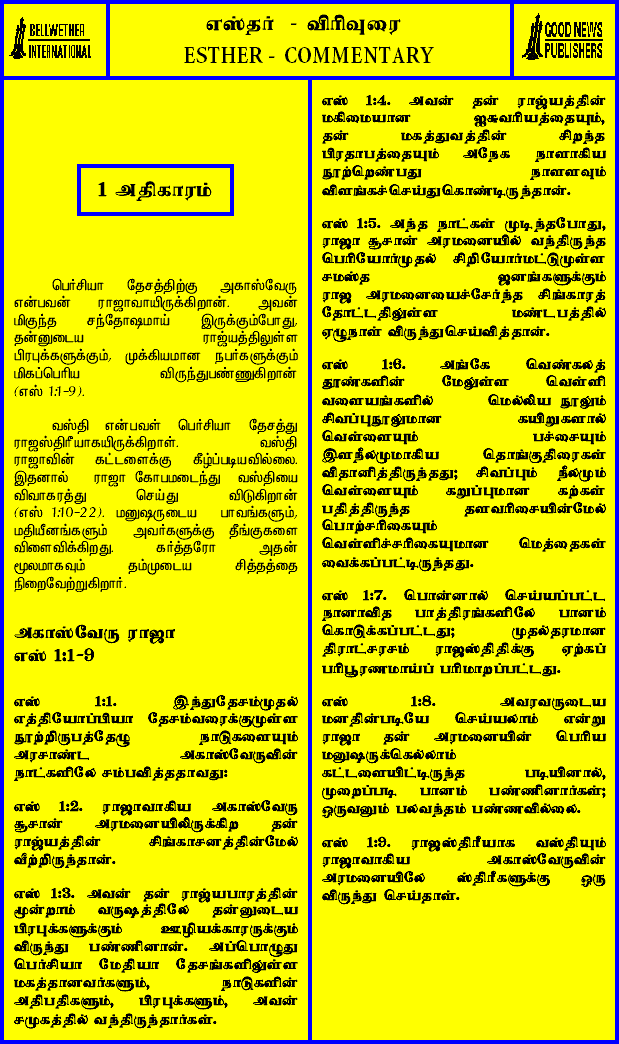 BELLWETHER
INTERNATIONAL
எஸ்தர் - விரிவுரை
ESTHER - COMMENTARY
GOOD NEWS
PUBLISHERS
1 அதிகாரம்
பெர்சியா தேசத்திற்கு அகாஸ்வேரு
என்பவன் ராஜாவாயிருக்கிறான். அவன்
மிகுந்த சந்தோஷமாய் இருக்கும்போது,
தன்னுடைய ராஜ்யத்திலுள்ள
பிரபுக்களுக்கும், முக்கியமான நபர்களுக்கும்
மிகப்பெரிய விருந்துபண்ணுகிறான்
(எஸ் 1:1-9).
வஸ்தி என்பவள் பெர்சியா தேசத்து
ராஜஸ்திரீயாகயிருக்கிறாள். வஸ்தி
ராஜாவின் கட்டளைக்கு கீழ்ப்படியவில்லை.
இதனால் ராஜா கோபமடைந்து வஸ்தியை
விவாகரத்து செய்து விடுகிறான்
(எஸ் 1:10-22). மனுஷருடைய பாவங்களும்,
மதியீனங்களும் அவர்களுக்கு தீங்குகளை
விளைவிக்கிறது. கர்த்தரோ அதன்
மூலமாகவும் தம்முடைய சித்தத்தை
நிறைவேற்றுகிறார்.
அகாஸ்வேரு ராஜா
எஸ் 1:1-9
எஸ் 1:1. இந்துதேசம்முதல்
எத்தியோப்பியா தேசம்வரைக்குமுள்ள
நூற்றிருபத்தேழு நாடுகளையும்
அரசாண்ட அகாஸ்வேருவின்
நாட்களிலே சம்பவித்ததாவது:
எஸ் 1:2. ராஜாவாகிய அகாஸ்வேரு
சூசான் அரமனையிலிருக்கிற தன்
ராஜ்யத்தின் சிங்காசனத்தின்மேல்
வீற்றிருந்தான்.
எஸ் 1:3. அவன் தன் ராஜ்யபாரத்தின்
மூன்றாம் வருஷத்திலே தன்னுடைய
பிரபுக்களுக்கும் ஊழியக்காரருக்கும்
விருந்து பண்ணினான். அப்பொழுது
பெர்சியா மேதியா தேசங்களிலுள்ள
மகத்தானவர்களும், நாடுகளின்
அதிபதிகளும், பிரபுக்களும், அவன்
சமுகத்தில் வந்திருந்தார்கள்.
எஸ் 1:4. அவன் தன் ராஜ்யத்தின்
மகிமையான ஐசுவரியத்தையும்,
தன் மகத்துவத்தின் சிறந்த
பிரதாபத்தையும் அநேக நாளாகிய
நூற்றெண்பது நாளளவும்
விளங்கச்செய்துகொண்டிருந்தான்.
எஸ் 1:5. அந்த நாட்கள் முடிந்தபோது,
ராஜா சூசான் அரமனையில் வந்திருந்த
பெரியோர்முதல் சிறியோர்மட்டுமுள்ள
சமஸ்த ஜனங்களுக்கும்
ராஜ அரமனையைச்சேர்ந்த சிங்காரத்
தோட்டதிலுள்ள மண்டபத்தில்
ஏழுநாள் விருந்துசெய்வித்தான்.
எஸ் 1:6. அங்கே வெண்கலத்
தூண்களின் மேலுள்ள வெள்ளி
வளையங்களில் மெல்லிய நூலும்
சிவப்புநூலுமான கயிறுகளால்
வெள்ளையும் பச்சையும்
இளநீலமுமாகிய தொங்குதிரைகள்
விதானித்திருந்தது; சிவப்பும் நீலமும்
வெள்ளையும் கறுப்புமான கற்கள்
பதித்திருந்த தளவரிசையின்மேல்
பொற்சரிகையும்
வெள்ளிச்சரிகையுமான மெத்தைகள்
வைக்கப்பட்டிருந்தது.
எஸ் 1:7. பொன்னால் செய்யப்பட்ட
நானாவித பாத்திரங்களிலே பானம்
கொடுக்கப்பட்டது; முதல்தரமான
திராட்சரசம் ராஜஸ்திதிக்கு ஏற்கப்
பரிபூரணமாய்ப் பரிமாறப்பட்டது.
எஸ் 1:8. அவரவருடைய
மனதின்படியே செய்யலாம் என்று
ராஜா தன் அரமனையின் பெரிய
மனுஷருக்கெல்லாம்
கட்டளையிட்டிருந்த படியினால்,
முறைப்படி பானம் பண்ணினார்கள்;
ஒருவனும் பலவந்தம் பண்ணவில்லை.
எஸ் 1:9. ராஜஸ்திரீயாக வஸ்தியும்
ராஜாவாகிய அகாஸ்வேருவின்
அரமனையிலே ஸ்திரீகளுக்கு ஒரு
விருந்து செய்தாள்.